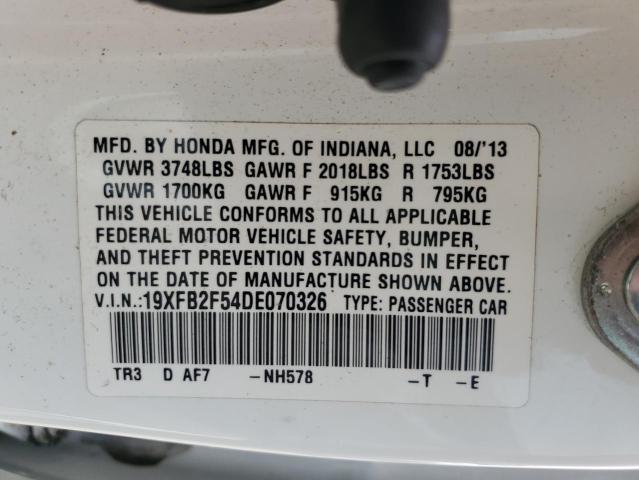 MFD. BY HONDA MFG. OF INDIANA, LLC 08/'13
GVWR 3748LBS GAWR F 2018LBS R 1753LBS
GVWR 1700KG GAWR F 915KG R 795KG
THIS VEHICLE CONFORMS TO ALL APPLICABLE
FEDERAL MOTOR VEHICLE SAFETY, BUMPER,
AND THEFT PREVENTION STANDARDS IN EFFECT
ON THE DATE OF MANUFACTURE SHOWN ABOVE.
V.I.N.:19XFB2F54DE070326 TYPE: PASSENGER CAR
TR3 D AF7 -NH578 -T -E